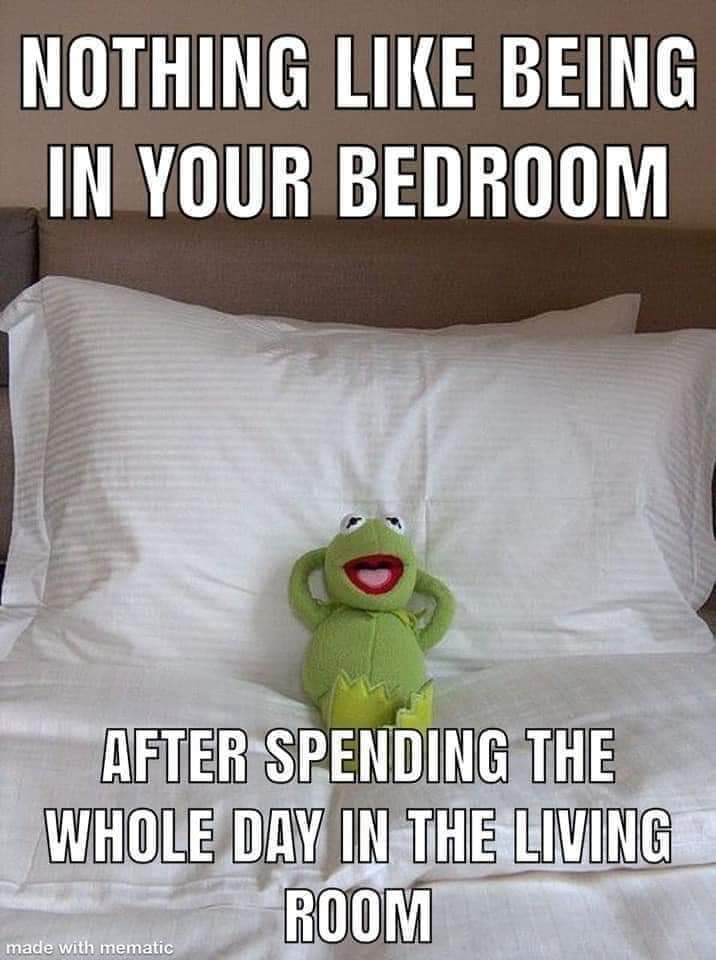 NOTHING LIKE BEING
IN YOUR BEDROOM
AFTER SPENDING THE
WHOLE DAY IN THE LIVING
ROOM
made with mematic